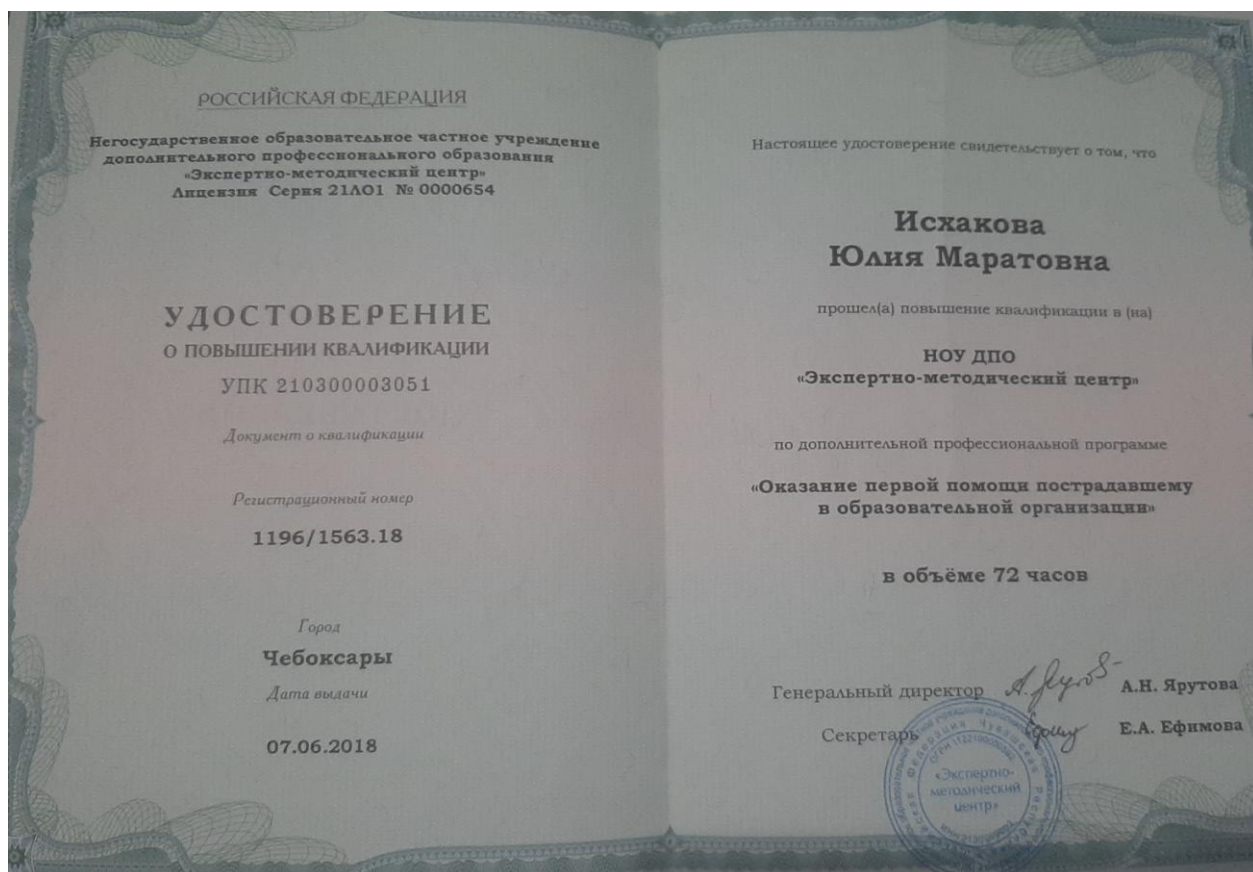 РОССИЙСКАЯ ФЕДЕРАЦИЯ
Негосударственное образовательное частное учреждение
дополнительного профессионального образования
«Экспертно-методический центр»
Лицензия Серия 21ЛО1 № 0000654
УДОСТОВЕРЕНИЕ
О ПОВЫШЕНИИ КВАЛИФИКАЦИИ
УПК 210300003051
Документ о квалификации
Регистрационный номер
1196/1563.18
Город
Чебоксары
Дата выдачи
07.06.2018
Настоящее удостоверение свидетельствует о том, что
Исхакова
Юлия Маратовна
прошел(а) повышение квалификации в (на)
НОУ ДПО
«Экспертно-методический центр»
по дополнительной профессиональной программе
«Оказание первой помощи пострадавшему
в образовательной организации»
в объёме 72 часов
Генеральный директор А.Н. Ярутова
Секретарь Е.А. Ефимова
«Экспертно-
методический
центр»